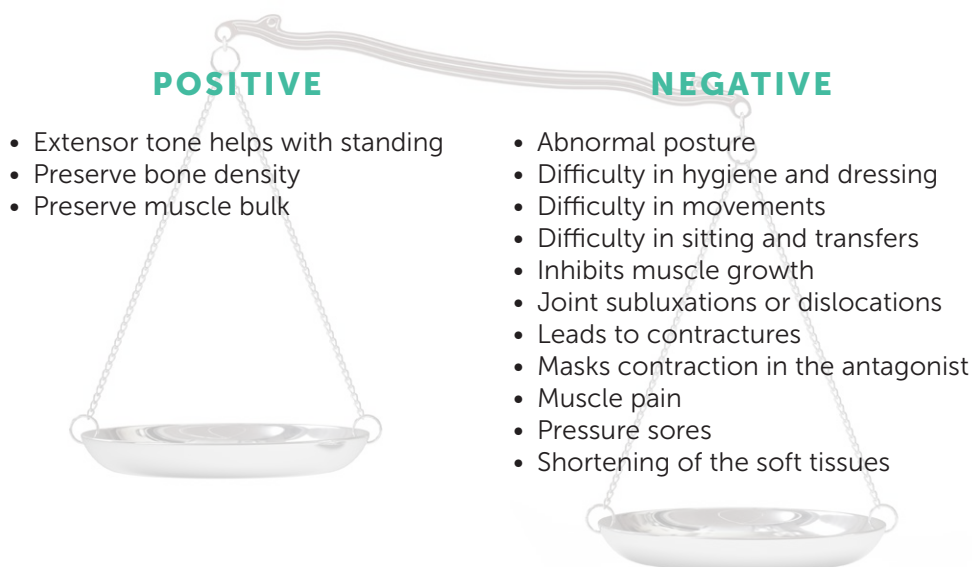 POSITIVE
• Extensor tone helps with standing
• Preserve bone density
• Preserve muscle bulk
NEGATIVE
• Abnormal posture
• Difficulty in hygiene and dressing
• Difficulty in movements
• Difficulty in sitting and transfers
• Inhibits muscle growth
• Joint subluxations or dislocations
• Leads to contractures
• Masks contraction in the antagonist
• Muscle pain
• Pressure sores
• Shortening of the soft tissues